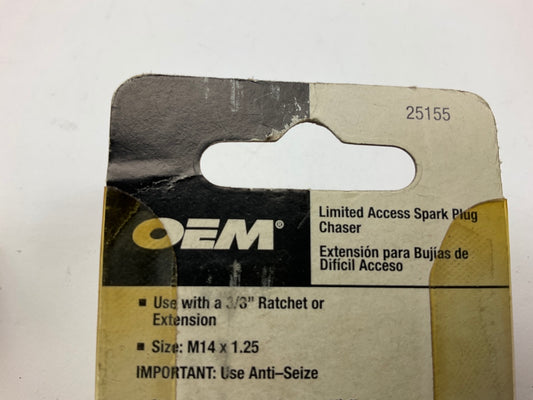 25155
OEM®
Limited Access Spark Plug
Chaser
Extensión para Bujias de
Difícil Acceso
▪ Use with a 3/8” Ratchet or
Extension
▪ Size: M14 x 1.25
IMPORTANT: Use Anti–Seize